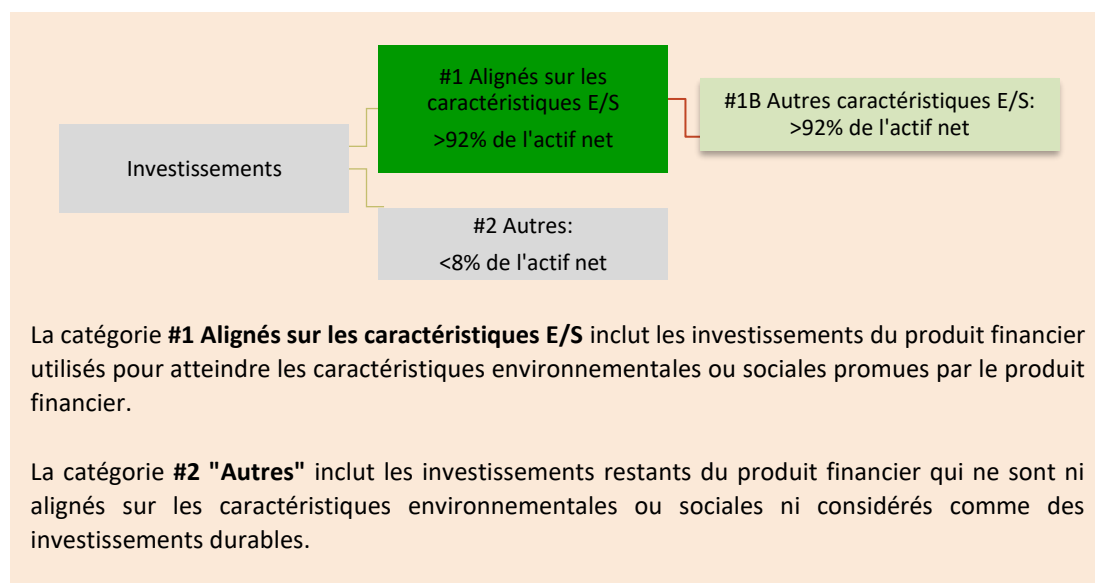 #1 Alignés sur les
caractéristiques E/S
>92% de l'actif net
#1B Autres caractéristiques E/S:
>92% de l'actif net
Investissements
#2 Autres:
<8% de l'actif net
La catégorie #1 Alignés sur les caractéristiques E/S inclut les investissements du produit financier
utilisés pour atteindre les caractéristiques environnementales ou sociales promues par le produit
financier.
La catégorie #2 "Autres" inclut les investissements restants du produit financier qui ne sont ni
alignés sur les caractéristiques environnementales ou sociales ni considérés comme des
investissements durables.